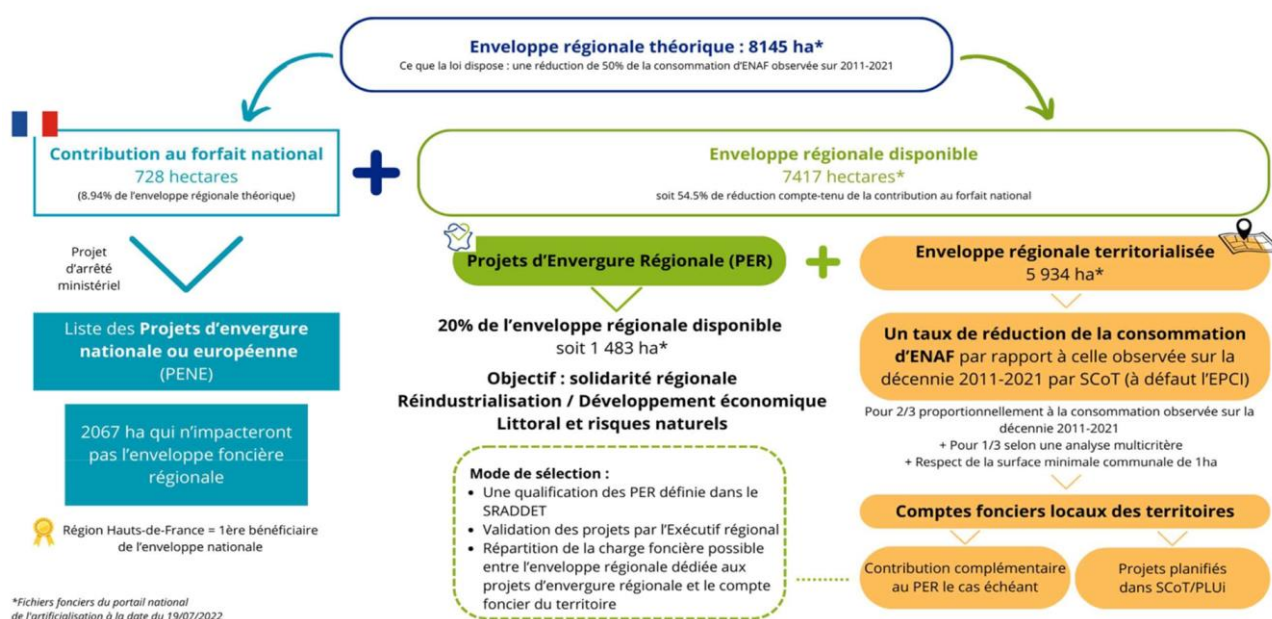 Enveloppe régionale théorique : 8145 ha*
Ce que la loi dispose : une réduction de 50% de la consommation d'ENAF observée sur 2011-2021
Contribution au forfait national
728 hectares
(8.94% de l'enveloppe régionale théorique)
Enveloppe régionale disponible
7417 hectares*
soit 54.5% de réduction compte-tenu de la contribution au forfait national
Projet
d'arrêté
ministériel
Liste des Projets d'envergure
nationale ou européenne
(PENE)
2067 ha qui n'impacteront
pas l'enveloppe foncière
régionale
Région Hauts-de-France = 1ère bénéficiaire
de l'enveloppe nationale
Projets d'Envergure Régionale (PER)
20% de l'enveloppe régionale disponible
soit 1 483 ha*
Objectif : solidarité régionale
Réindustrialisation / Développement économique
Littoral et risques naturels
Mode de sélection :
• Une qualification des PER définie dans le
SRADDET
• Validation des projets par l'Exécutif régional
• Répartition de la charge foncière possible
entre l'enveloppe régionale dédiée aux
projets d'envergure régionale et le compte
foncier du territoire
Enveloppe régionale territorialisée
5 934 ha*
Un taux de réduction de la consommation
d'ENAF par rapport à celle observée sur la
décennie 2011-2021 par SCoT (à défaut l'EPCI)
Pour 2/3 proportionnellement à la consommation observée sur la
décennie 2011-2021
+ Pour 1/3 selon une analyse multicritère
+ Respect de la surface minimale communale de 1ha
Comptes fonciers locaux des territoires
Contribution complémentaire
au PER le cas échéant
Projets planifiés
dans SCoT/PLUi
*Fichiers fonciers du portail national
de l'artificialisation à la date du 19/07/2022